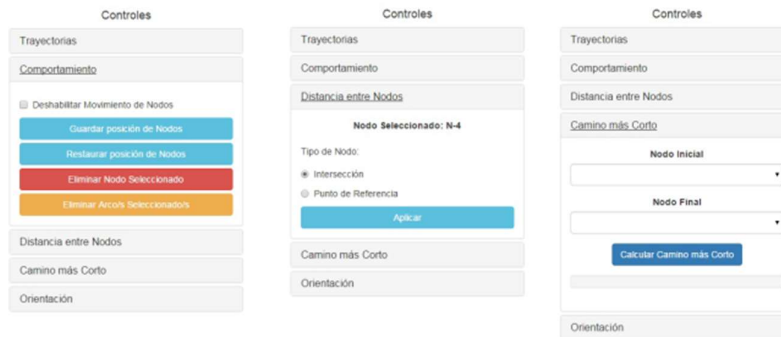 Controles
Trayectorias
Comportamiento
Deshabilitar Movimiento de Nodos
Guardar posición de Nodos
Restaurar posición de Nodos
Eliminar Nodo Seleccionado
Eliminar Arco/s Seleccionado/s
Distancia entre Nodos
Camino más Corto
Orientación
Controles
Trayectorias
Comportamiento
Distancia entre Nodos
Nodo Seleccionado: N-4
Tipo de Nodo:
Intersección
Punto de Referencia
Aplicar
Camino más Corto
Orientación
Controles
Trayectorias
Comportamiento
Distancia entre Nodos
Camino más Corto
Nodo Inicial
Nodo Final
Calcular Camino más Corto
Orientación